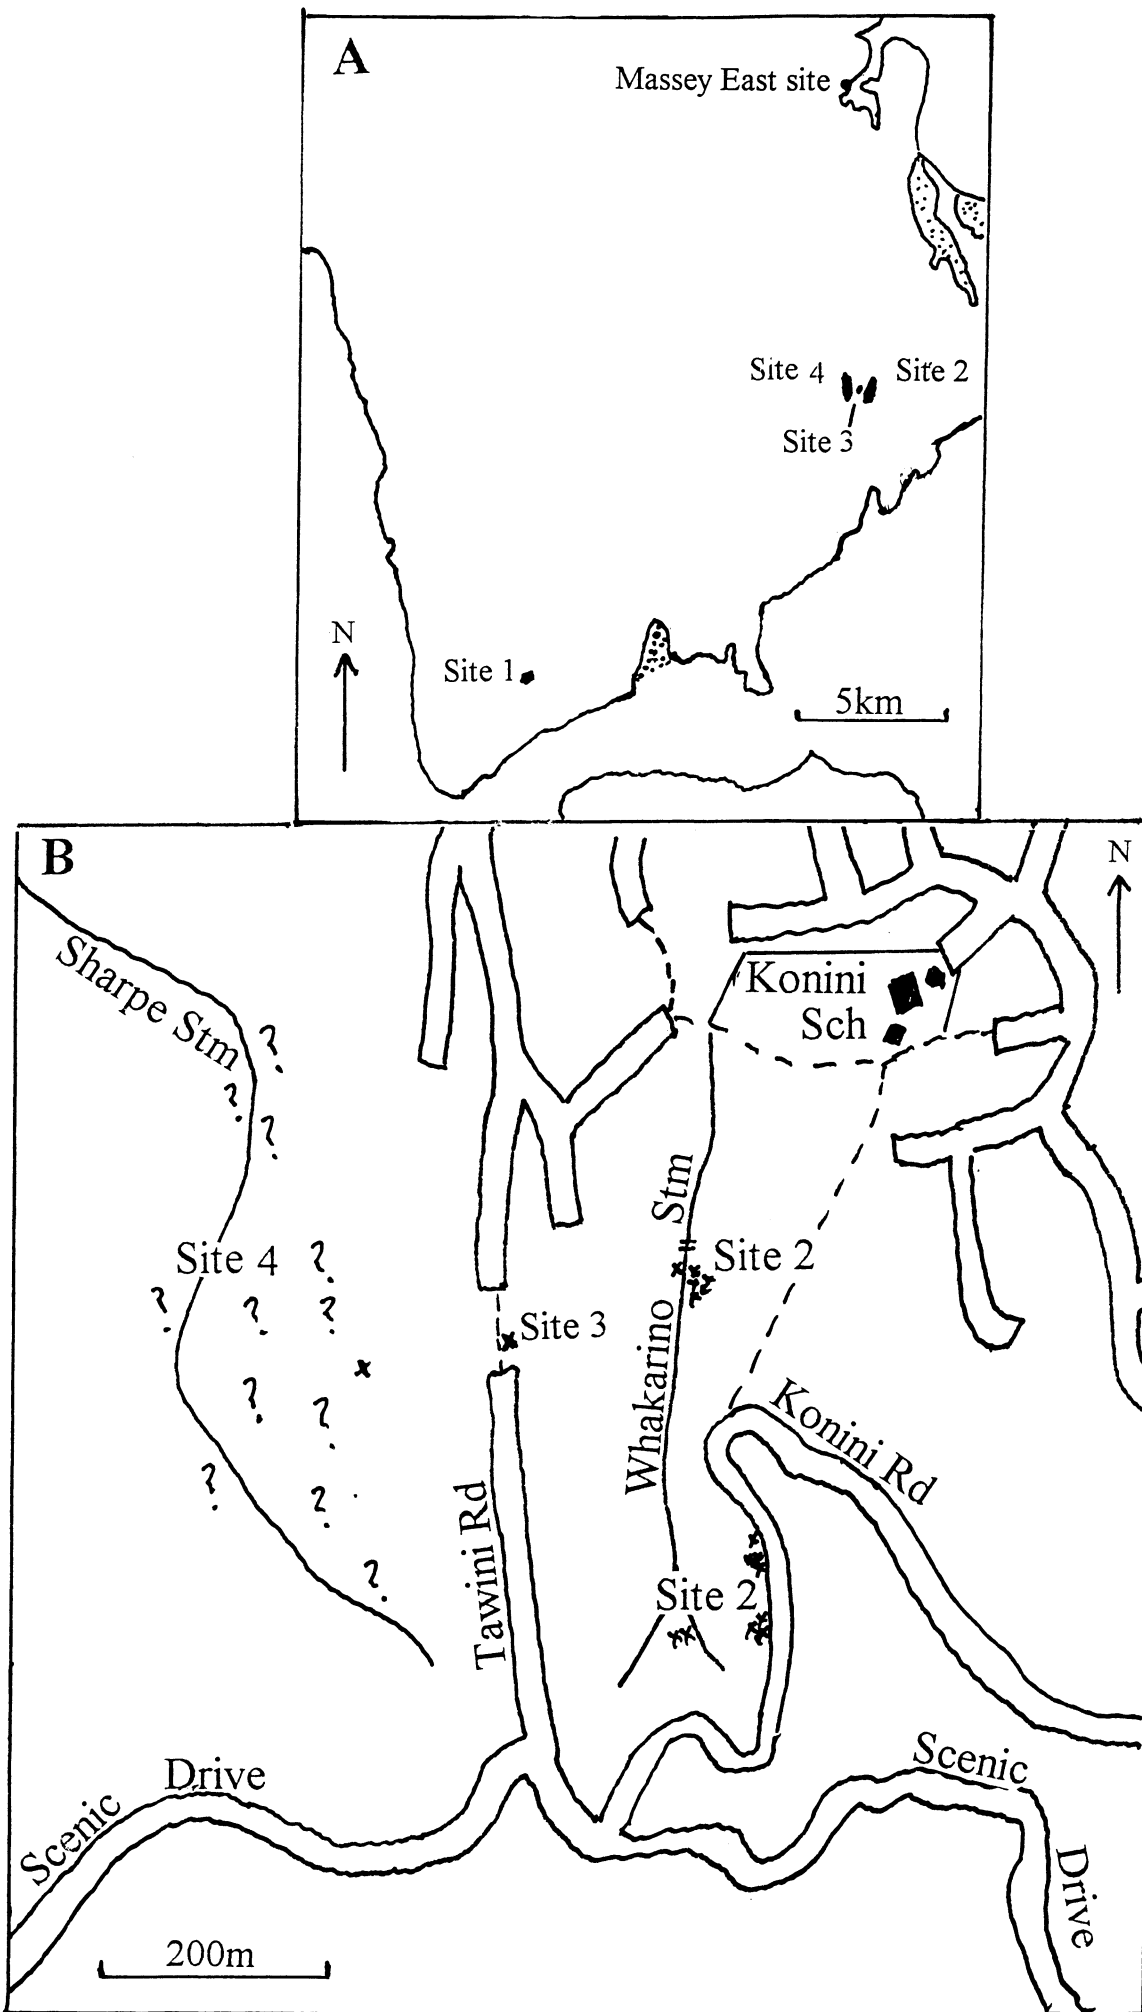 A
Massey East site
Site 4
Site 2
Site 3
N
Site 1
5km
B
N
Sharpe Stm
Konini
Sch
Stm
Site 2
Site 4
Site 3
Whakarino
Konini Rd
Tawini Rd
Site 2
Scenic
Drive
Scenic
Drive
200m
? ? ? ? ? ? ? ? ? ? ? ?